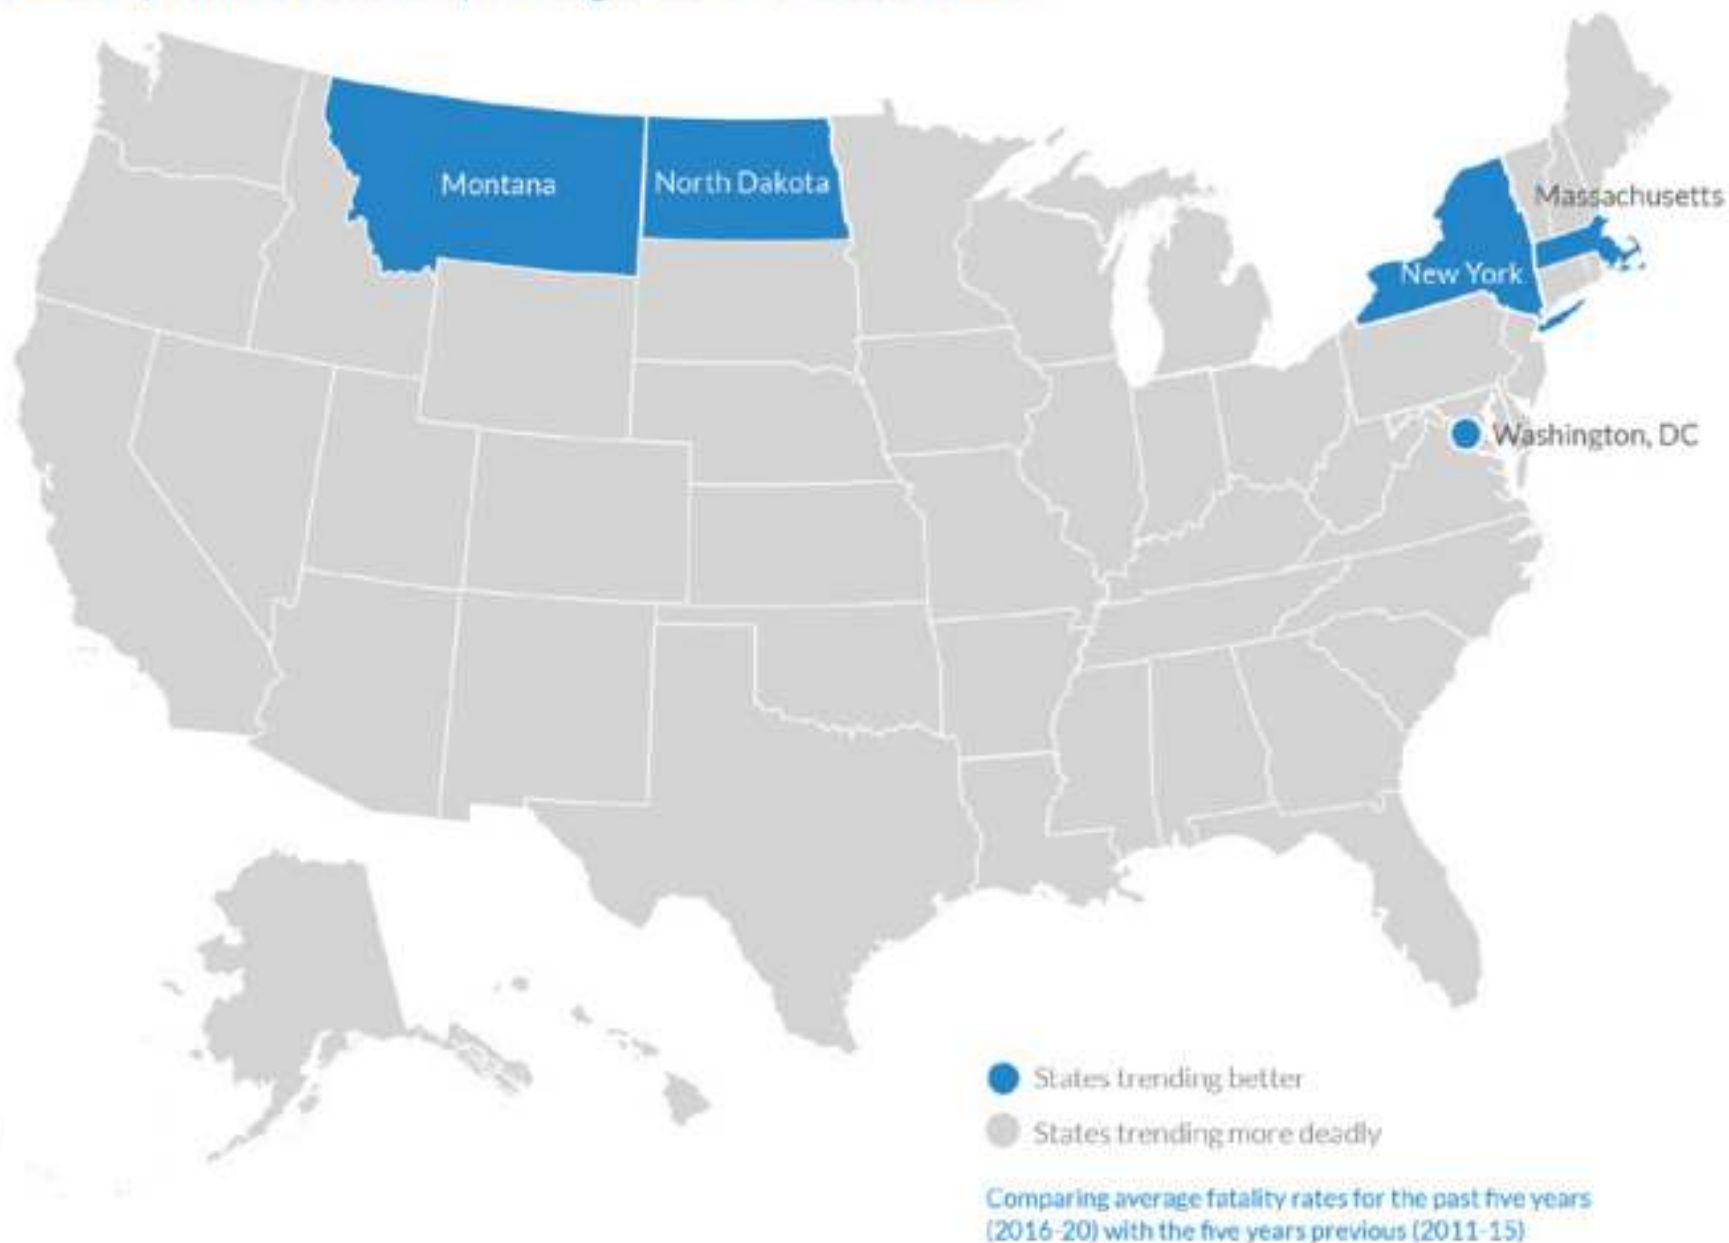 Montana
North Dakota
Massachusetts
New York
Washington, DC
States trending better
States trending more deadly
Comparing average fatality rates for the past five years
(2016-20) with the five years previous (2011-15)